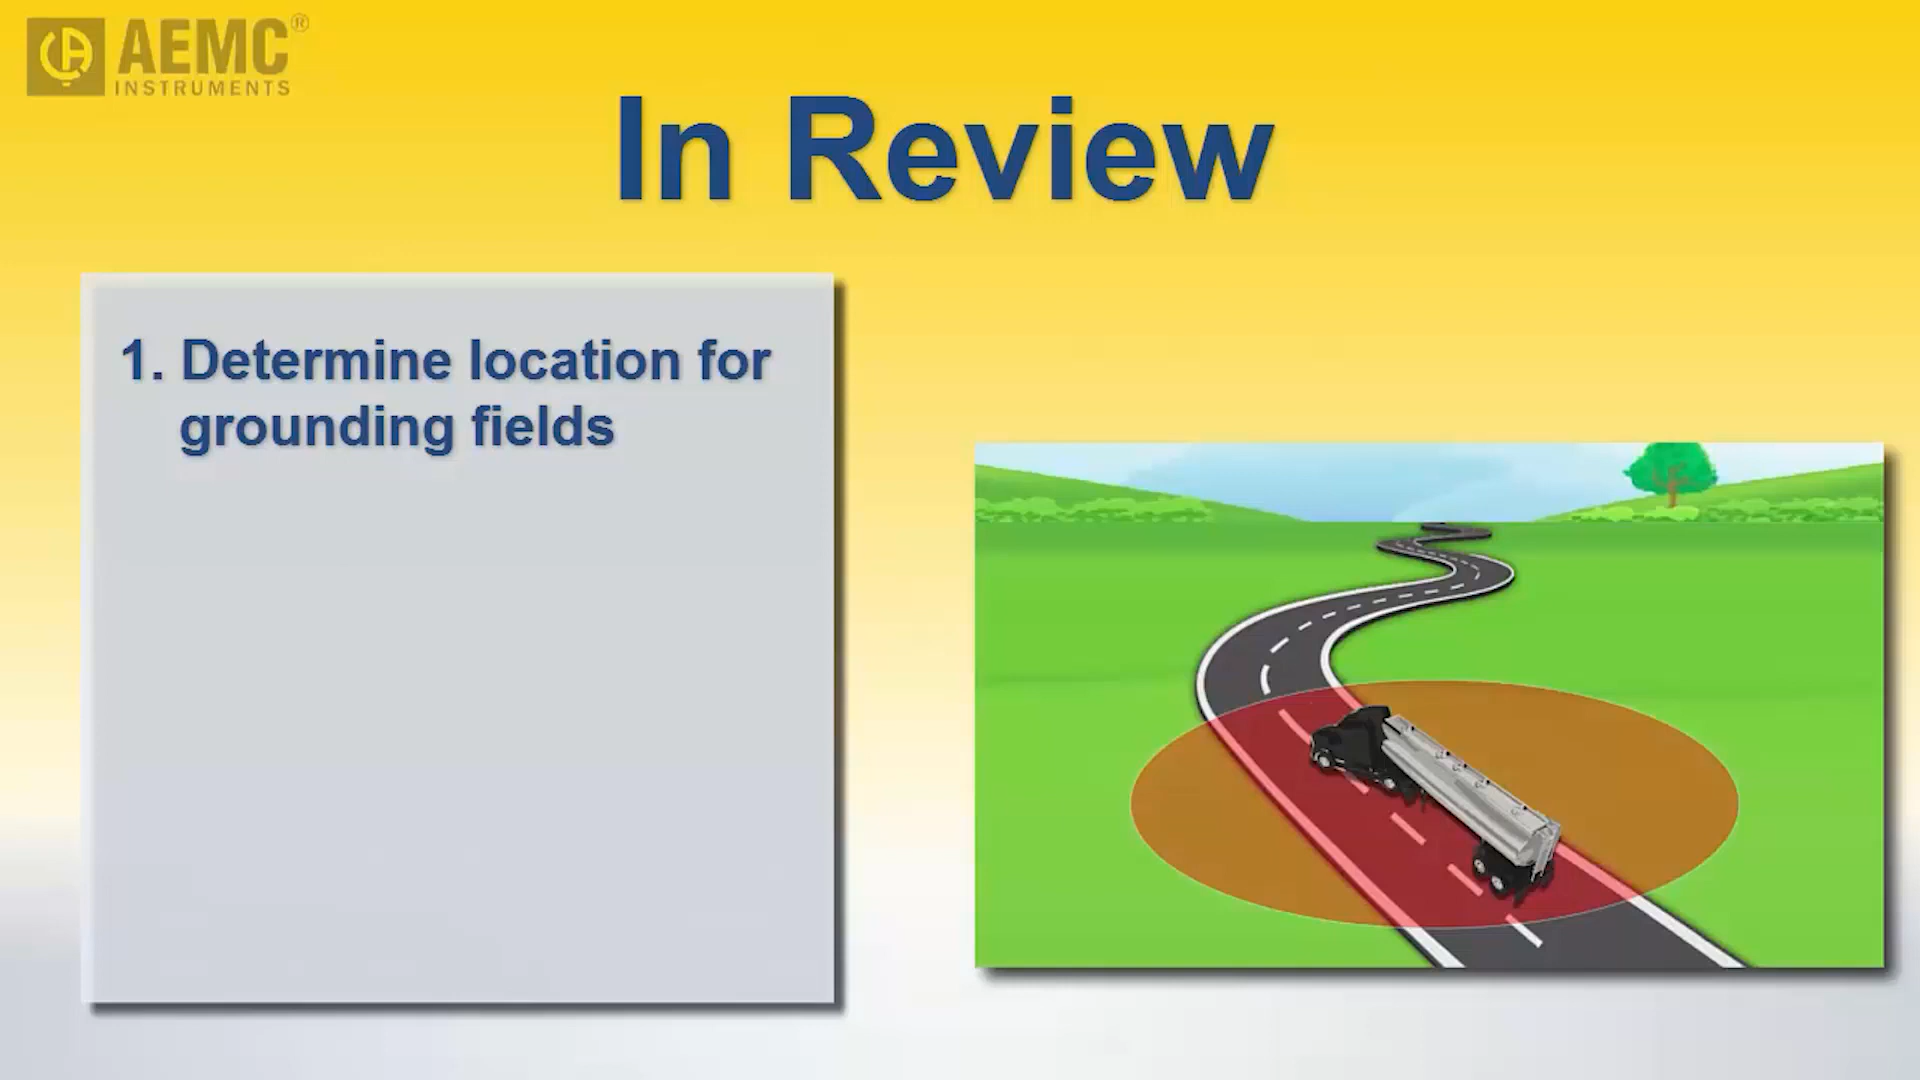 AEMC®
INSTRUMENTS
In Review
1. Determine location for
grounding fields